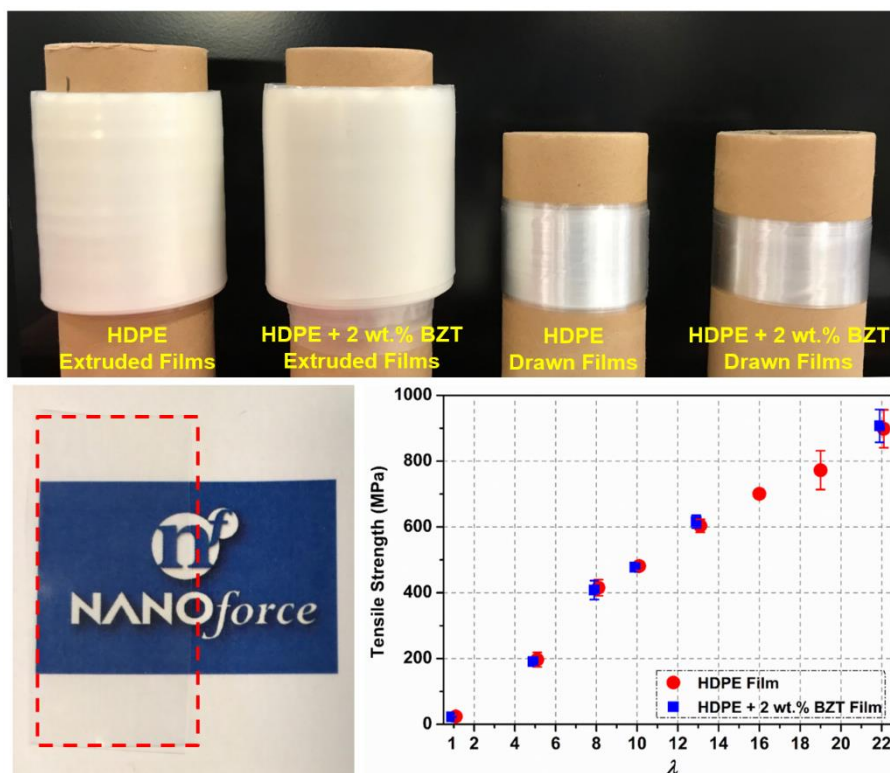 HDPE
Extruded Films
HDPE + 2 wt.% BZT
Extruded Films
HDPE
Drawn Films
HDPE + 2 wt.% BZT
Drawn Films
nf
NANOforce
Tensile Strength (MPa)
1000
800
600
400
200
0
1 2 4 6 8 10 12 14 16 18 20 22
λ
HDPE Film
HDPE + 2 wt.% BZT Film